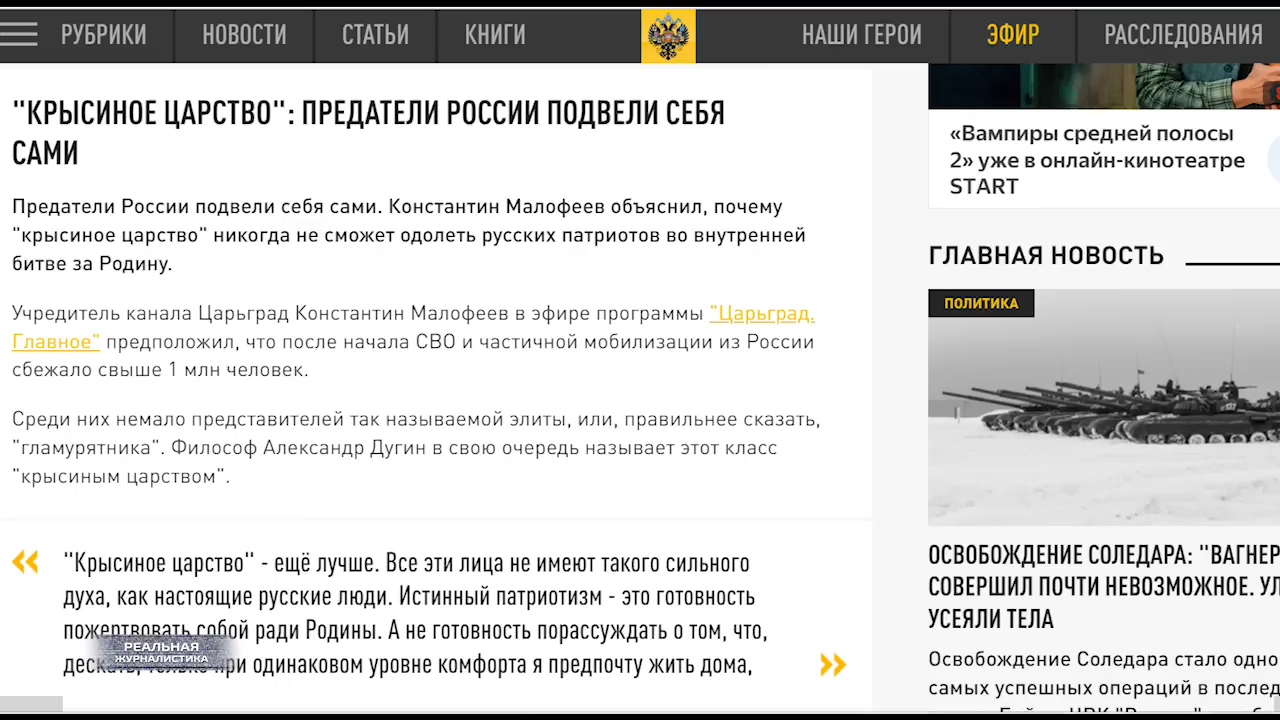 РУБРИКИ
НОВОСТИ
СТАТЬИ
КНИГИ
НАШИ ГЕРОИ
ЭФИР
РАССЛЕДОВАНИЯ
"КРЫСИНОЕ ЦАРСТВО": ПРЕДАТЕЛИ РОССИИ ПОДВЕЛИ СЕБЯ
САМИ
Предатели России подвели себя сами. Константин Малофеев объяснил, почему
"крысиное царство" никогда не сможет одолеть русских патриотов во внутренней
битве за Родину.
Учредитель канала Царьград Константин Малофеев в эфире программы "Царьград.
Главное" предположил, что после начала СВО и частичной мобилизации из России
сбежало свыше 1 млн человек.
Среди них немало представителей так называемой элиты, или, правильнее сказать,
"гламурятника". Философ Александр Дугин в свою очередь называет этот класс
"крысиным царством".
"Крысиное царство" - ещё лучше. Все эти лица не имеют такого сильного
духа, как настоящие русские люди. Истинный патриотизм - это готовность
пожертвовать собой ради Родины. А не готовность порассуждать о том, что,
дескать, только при одинаковом уровне комфорта я предпочту жить дома,
РЕАЛЬНАЯ
ЖУРНАЛИСТИКА
«Вампиры средней полосы
2» уже в онлайн-кинотеатре
START
ГЛАВНАЯ НОВОСТЬ
ПОЛИТИКА
ОСВОБОЖДЕНИЕ СОЛЕДАРА: "ВАГНЕР
СОВЕРШИЛ ПОЧТИ НЕВОЗМОЖНОЕ. УЛ
УСЕЯЛИ ТЕЛА
Освобождение Соледара стало одно
самых успешных операций в послед